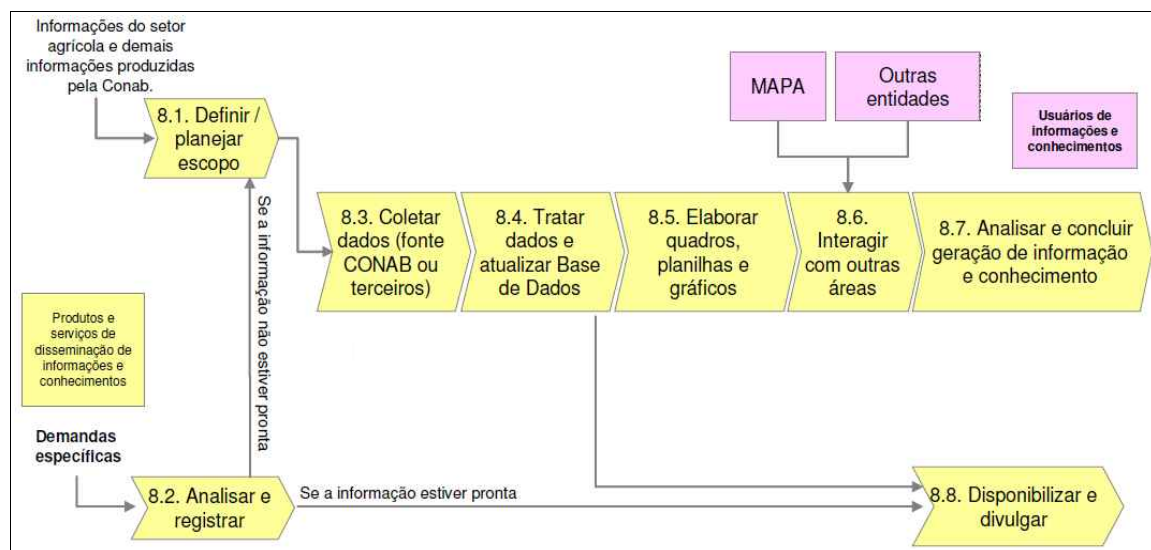 Informações do setor
agrícola e demais
informações produzidas
pela Conab.
8.1. Definir /
planejar
escopo
MAPA
Outras
entidades
Usuários de
informações e
conhecimentos
Se a informação não estiver pronta
8.3. Coletar
dados (fonte
CONAB ou
terceiros)
8.4. Tratar
dados e
atualizar Base
de Dados
8.5. Elaborar
quadros,
planilhas e
gráficos
8.6.
Interagir
com outras
áreas
8.7. Analisar e concluir
geração de informação
e conhecimento
Produtos e
serviços de
disseminação de
informações e
conhecimentos
Demandas
específicas
8.2. Analisar e
registrar
Se a informação estiver pronta
8.8. Disponibilizar e
divulgar